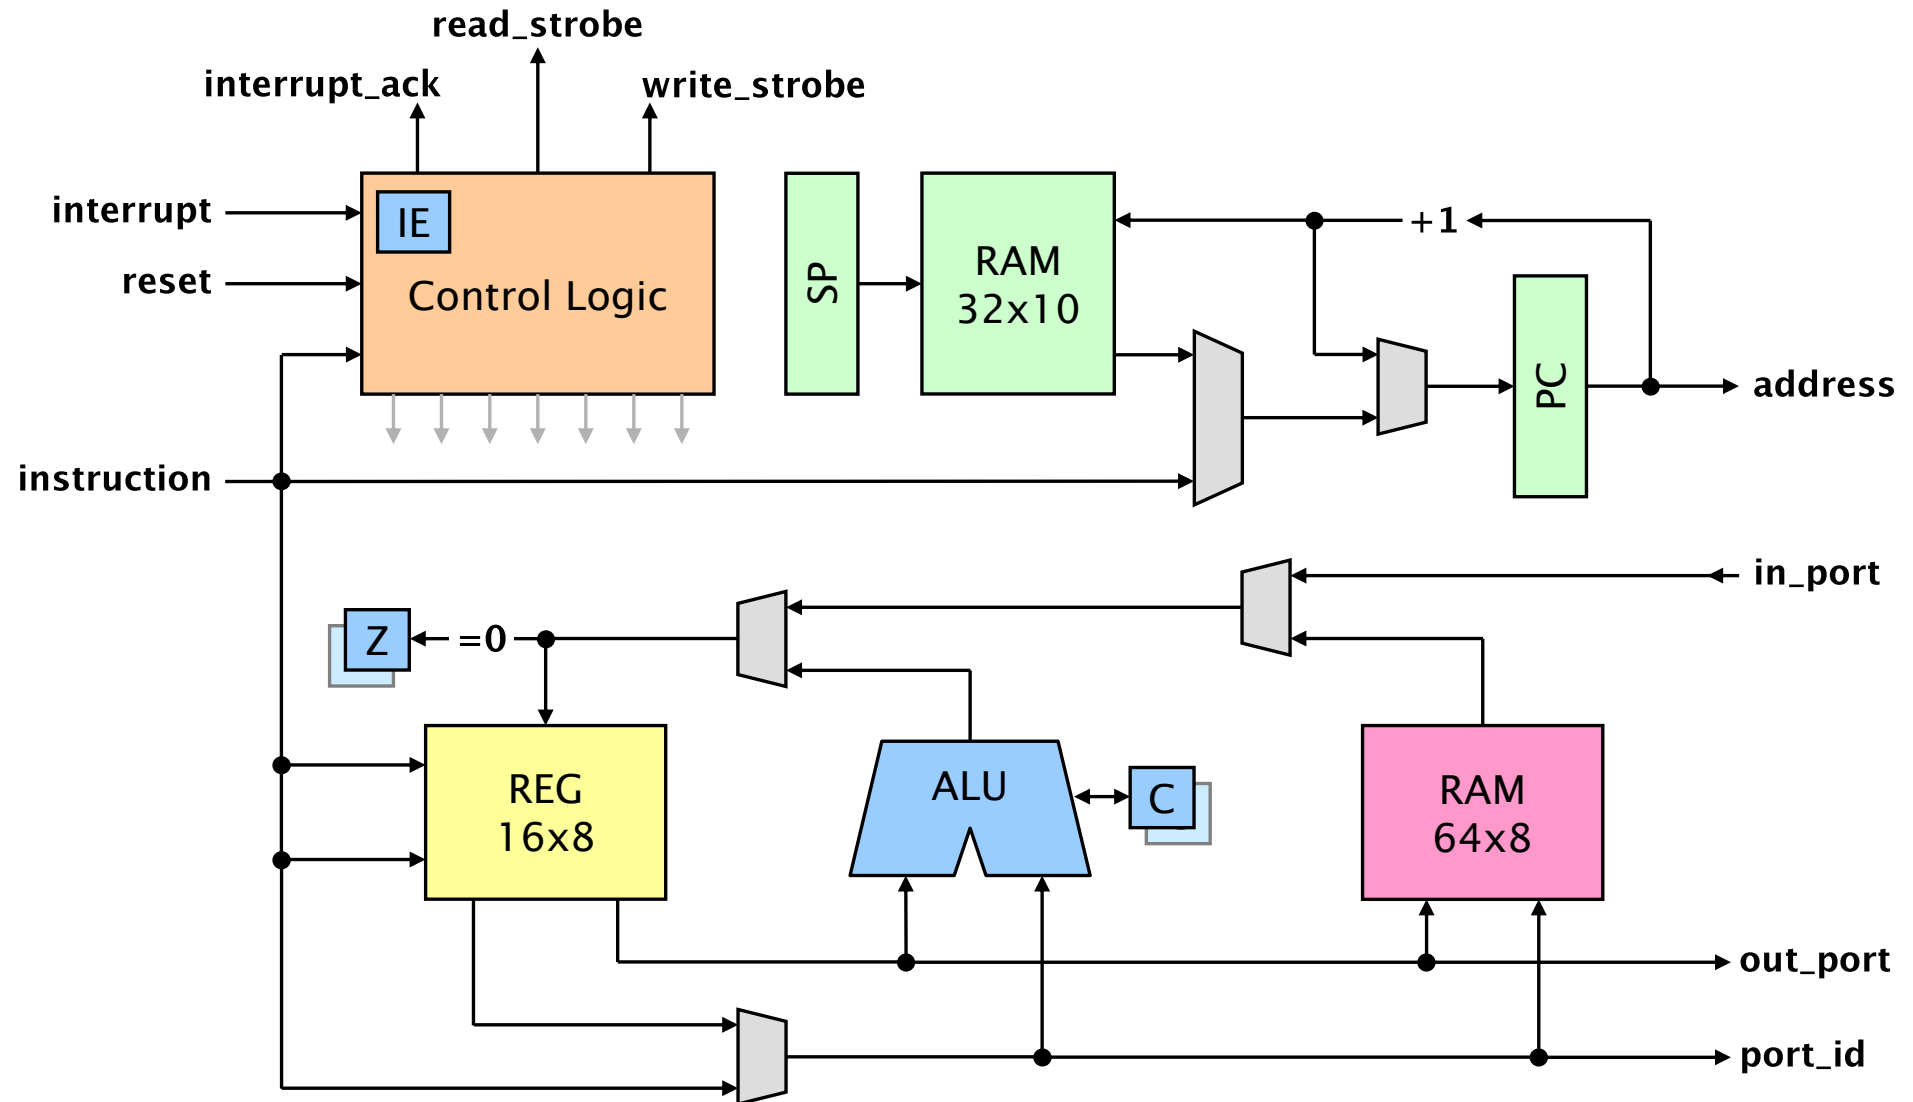 read_strobe
interrupt_ack
write_strobe
interrupt
IE
reset
Control Logic
SP
RAM
32x10
+1
PC
address
instruction
in_port
Z
=0
REG
16x8
ALU
C
RAM
64x8
out_port
port_id